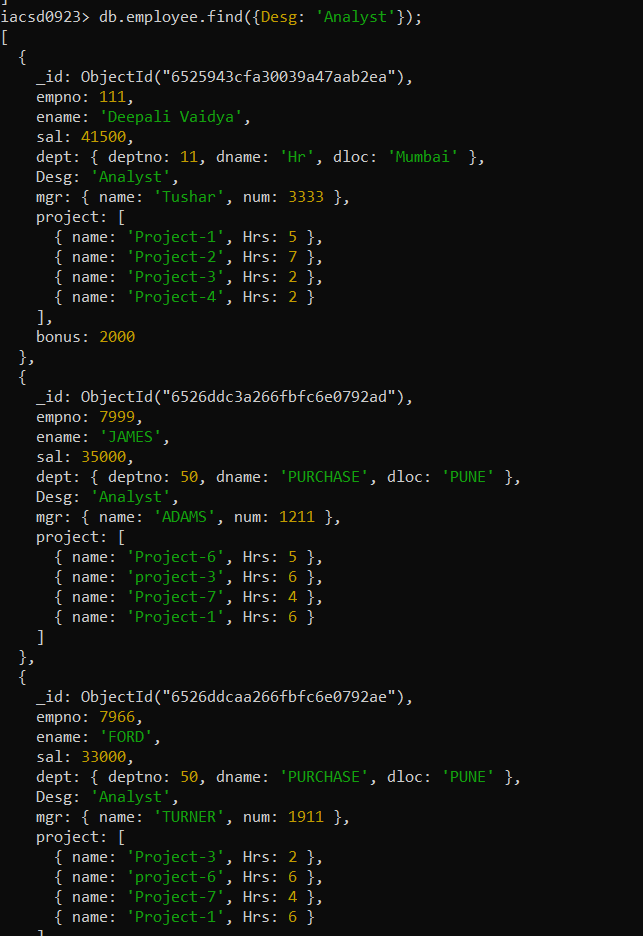 ]
iacsd0923> db.employee.find({Desg: 'Analyst'});
[
  {
    _id: ObjectId("6525943cfa30039a47aab2ea"),
    empno: 111,
    ename: 'Deepali Vaidya',
    sal: 41500,
    dept: { deptno: 11, dname: 'Hr', dloc: 'Mumbai' },
    Desg: 'Analyst',
    mgr: { name: 'Tushar', num: 3333 },
    project: [
      { name: 'Project-1', Hrs: 5 },
      { name: 'Project-2', Hrs: 7 },
      { name: 'Project-3', Hrs: 2 },
      { name: 'Project-4', Hrs: 2 }
    ],
    bonus: 2000
  },
  {
    _id: ObjectId("6526ddc3a266fbfc6e0792ad"),
    empno: 7999,
    ename: 'JAMES',
    sal: 35000,
    dept: { deptno: 50, dname: 'PURCHASE', dloc: 'PUNE' },
    Desg: 'Analyst',
    mgr: { name: 'ADAMS', num: 1211 },
    project: [
      { name: 'Project-6', Hrs: 5 },
      { name: 'project-3', Hrs: 6 },
      { name: 'Project-7', Hrs: 4 },
      { name: 'Project-1', Hrs: 6 }
    ]
  },
  {
    _id: ObjectId("6526ddcaa266fbfc6e0792ae"),
    empno: 7966,
    ename: 'FORD',
    sal: 33000,
    dept: { deptno: 50, dname: 'PURCHASE', dloc: 'PUNE' },
    Desg: 'Analyst',
    mgr: { name: 'TURNER', num: 1911 },
    project: [
      { name: 'Project-3', Hrs: 2 },
      { name: 'project-6', Hrs: 6 },
      { name: 'Project-7', Hrs: 4 },
      { name: 'Project-1', Hrs: 6 }
    ]